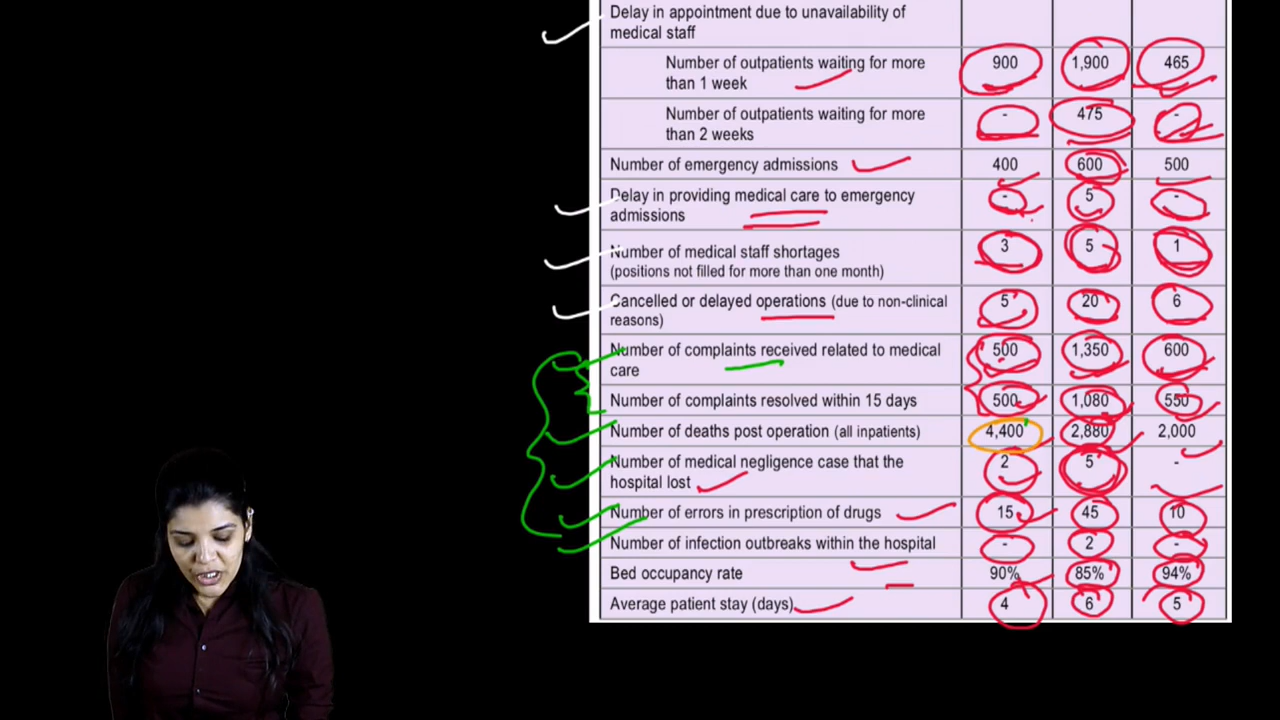 Delay in appointment due to unavailability of
medical staff
Number of outpatients waiting for more
than 1 week
900 1,900 465
Number of outpatients waiting for more
than 2 weeks
- 475 -
Number of emergency admissions 400 600 500
Delay in providing medical care to emergency
admissions
- 5 -
Number of medical staff shortages
(positions not filled for more than one month)
3 5 1
Cancelled or delayed operations (due to non-clinical
reasons)
5 20 6
Number of complaints received related to medical
care
500 1,350 600
Number of complaints resolved within 15 days 500 1,080 550
Number of deaths post operation (all inpatients) 4,400 2,880 2,000
Number of medical negligence case that the
hospital lost
2 5 -
Number of errors in prescription of drugs 15 45 10
Number of infection outbreaks within the hospital - 2 -
Bed occupancy rate 90% 85% 94%
Average patient stay (days) 4 6 5